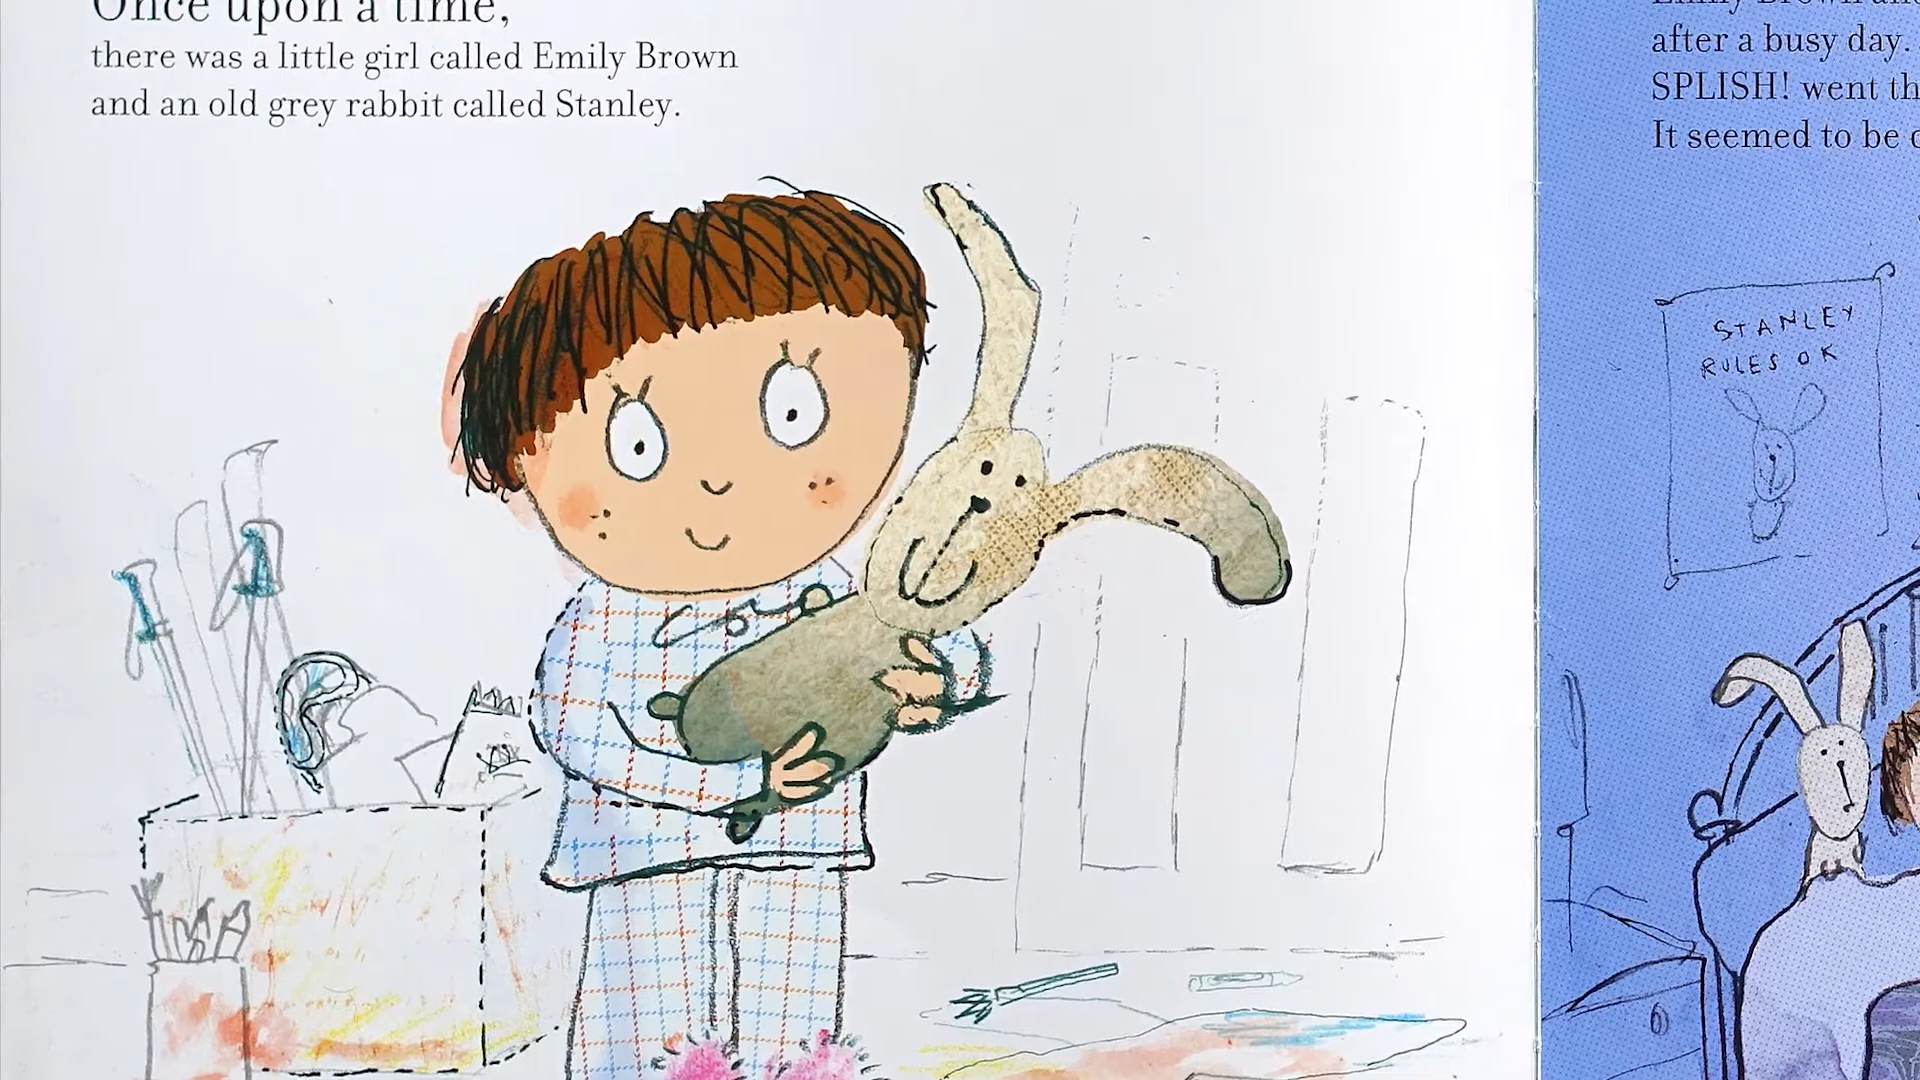 Once upon a time,
there was a little girl called Emily Brown
and an old grey rabbit called Stanley.
after a busy day.
SPLISH! went th
It seemed to be
STANLEY
RULES OK